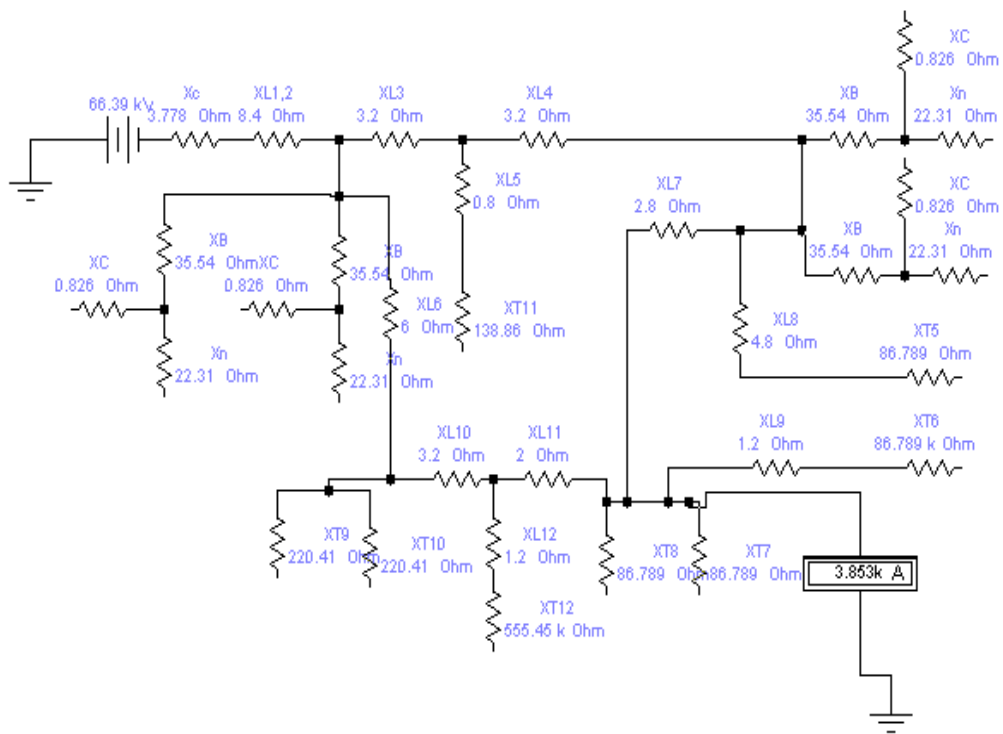 XC
0.826 Ohm
66.39 kV
Xc
3.778 Ohm
XL1,2
8.4 Ohm
XL3
3.2 Ohm
XL4
3.2 Ohm
XB
35.54 Ohm
Xn
22.31 Ohm
XL5
0.8 Ohm
XL7
2.8 Ohm
XC
0.826 Ohm
XB
35.54 Ohm
Xn
22.31 Ohm
XB
35.54 Ohm
XC
0.826 Ohm
XC
0.826 Ohm
XB
35.54 Ohm
XL6
6 Ohm
XT11
138.86 Ohm
XL8
4.8 Ohm
XT5
86.789 Ohm
Xn
22.31 Ohm
Xn
22.31 Ohm
XL10
3.2 Ohm
XL11
2 Ohm
XL9
1.2 Ohm
XT6
86.789 k Ohm
XT9
220.41 Ohm
XT10
220.41 Ohm
XL12
1.2 Ohm
XT8
86.789 Ohm
XT7
86.789 Ohm
3.853k A
XT12
555.45 k Ohm